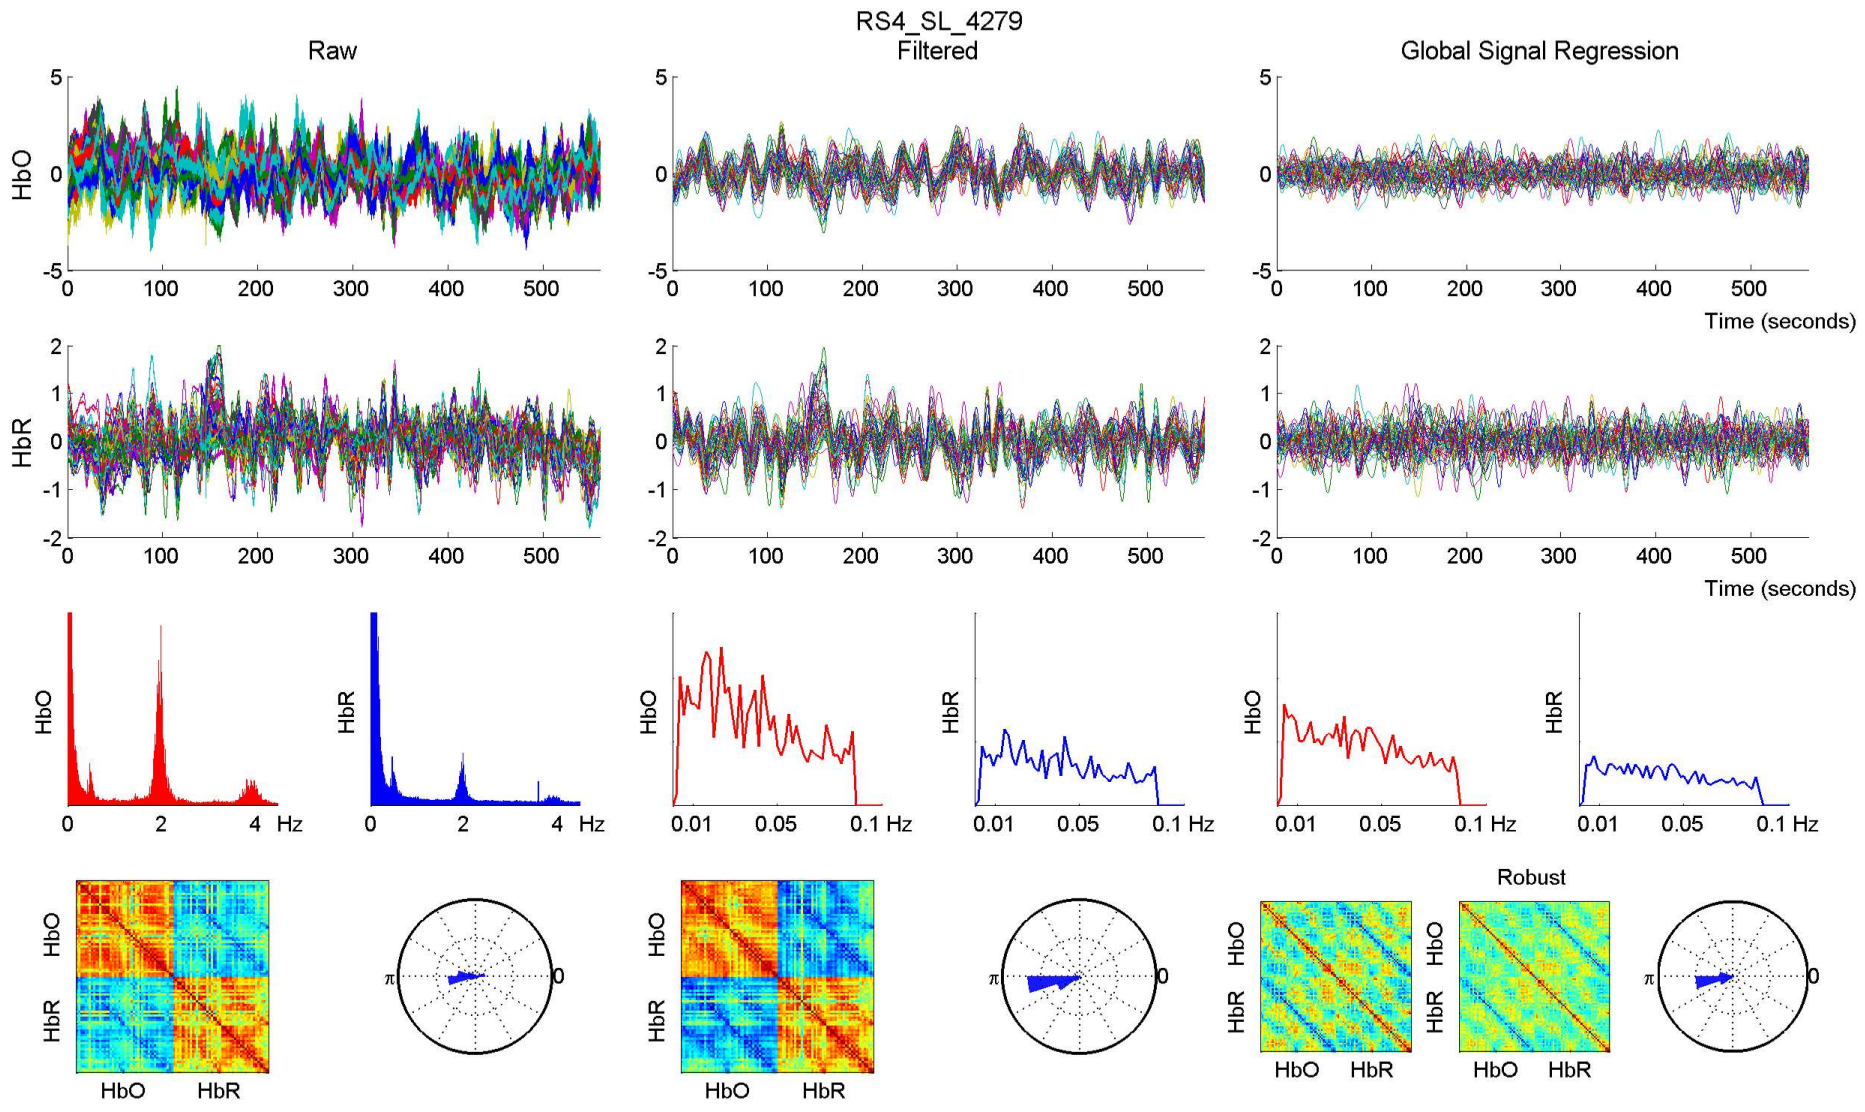 RS4_SL_4279
Raw
Filtered
Global Signal Regression
HbO
5
0
-5
0 100 200 300 400 500
5
0
-5
0 100 200 300 400 500
5
0
-5
0 100 200 300 400 500
Time (seconds)
HbR
2
1
0
-1
-2
0 100 200 300 400 500
2
1
0
-1
-2
0 100 200 300 400 500
2
1
0
-1
-2
0 100 200 300 400 500
Time (seconds)
HbO
0 2 4 Hz
HbR
0 2 4 Hz
HbO
0.01 0.05 0.1 Hz
HbR
0.01 0.05 0.1 Hz
HbO
0.01 0.05 0.1 Hz
HbR
0.01 0.05 0.1 Hz
HbO
HbR
HbO HbR
π 0
HbO
HbR
HbO HbR
π 0
Robust
HbO
HbR
HbO HbR
HbO
HbR
HbO HbR
π 0